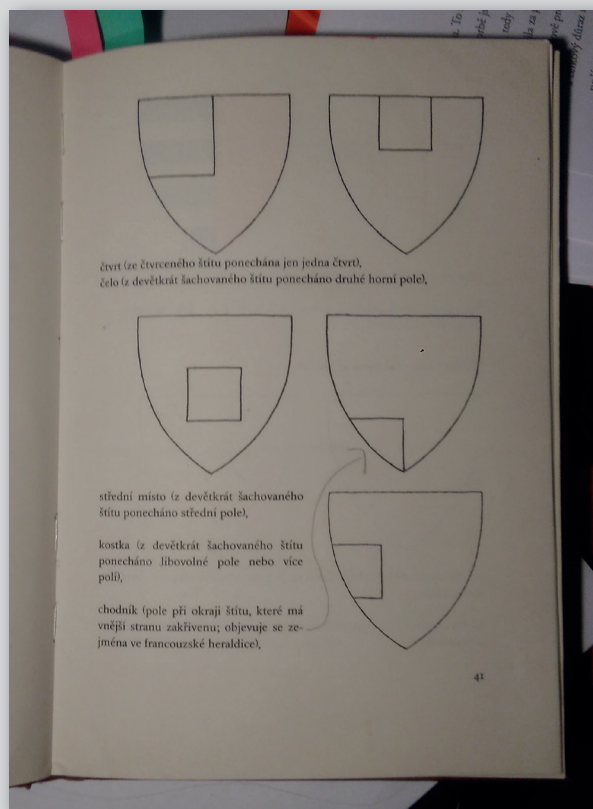 čtvrt (ze čtvrceného štítu ponechána jen jedna čtvrt),
čelo (z devětkrát šachovaného štítu ponecháno druhé horní pole),
střední místo (z devětkrát šachovaného
štítu ponecháno střední pole),
kostka (z devětkrát šachovaného štítu
ponecháno libovolné pole nebo více
polí),
chodník (pole při okraji štítu, které má
vnější stranu zakřivenu; objevuje se ze-
jména ve francouzské heraldice),
41